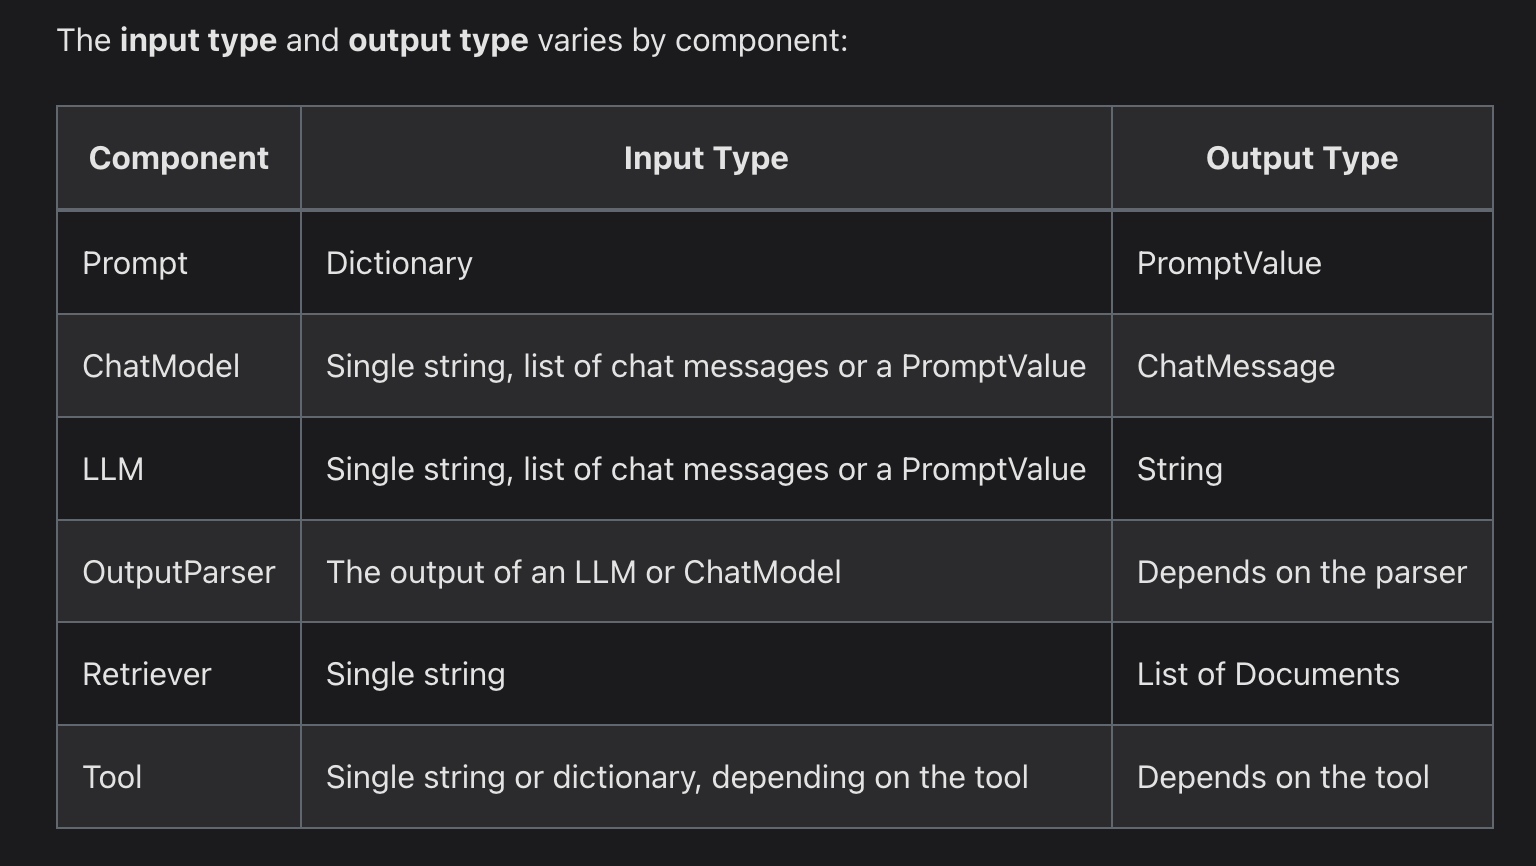 The input type and output type varies by component:
Component Input Type Output Type
Prompt Dictionary PromptValue
ChatModel Single string, list of chat messages or a PromptValue ChatMessage
LLM Single string, list of chat messages or a PromptValue String
OutputParser The output of an LLM or ChatModel Depends on the parser
Retriever Single string List of Documents
Tool Single string or dictionary, depending on the tool Depends on the tool